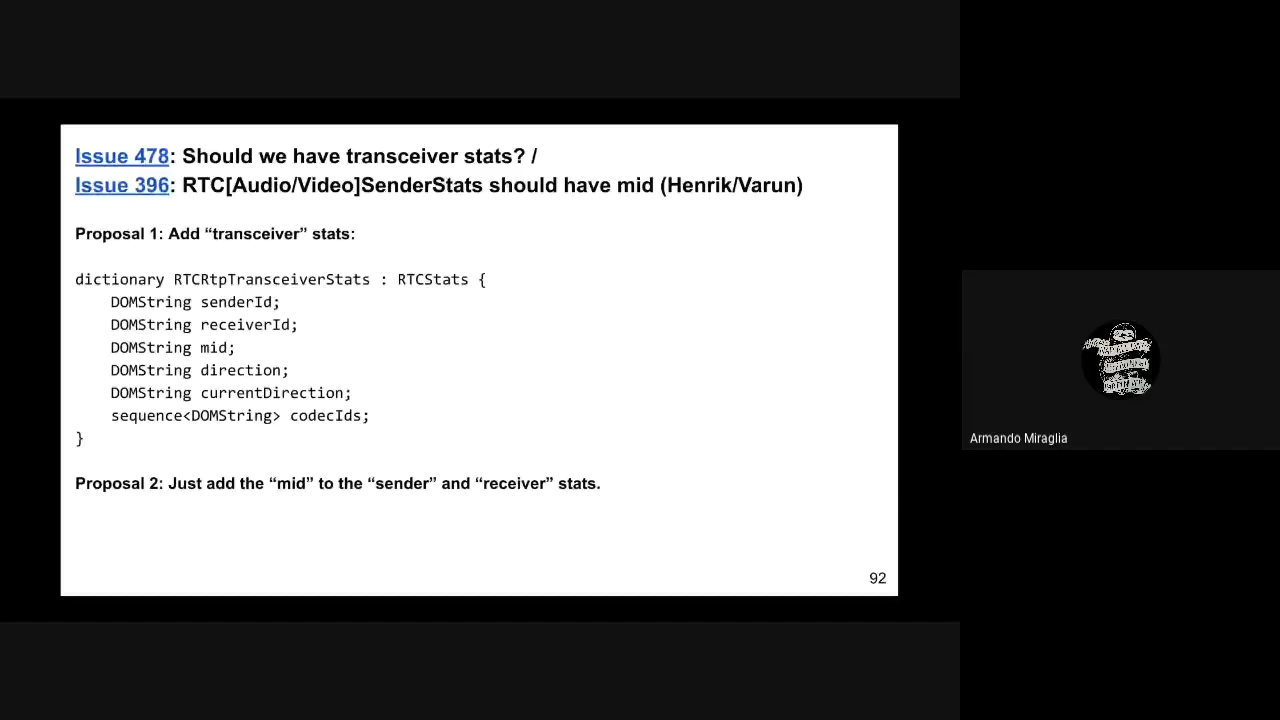 Issue 478: Should we have transceiver stats? /
Issue 396: RTC[Audio/Video]SenderStats should have mid (Henrik/Varun)
Proposal 1: Add “transceiver” stats:
dictionary RTCRtpTransceiverStats : RTCStats {
    DOMString senderId;
    DOMString receiverId;
    DOMString mid;
    DOMString direction;
    DOMString currentDirection;
    sequence<DOMString> codecIds;
}
Proposal 2: Just add the “mid” to the “sender” and “receiver” stats.
92
Armando Miraglia